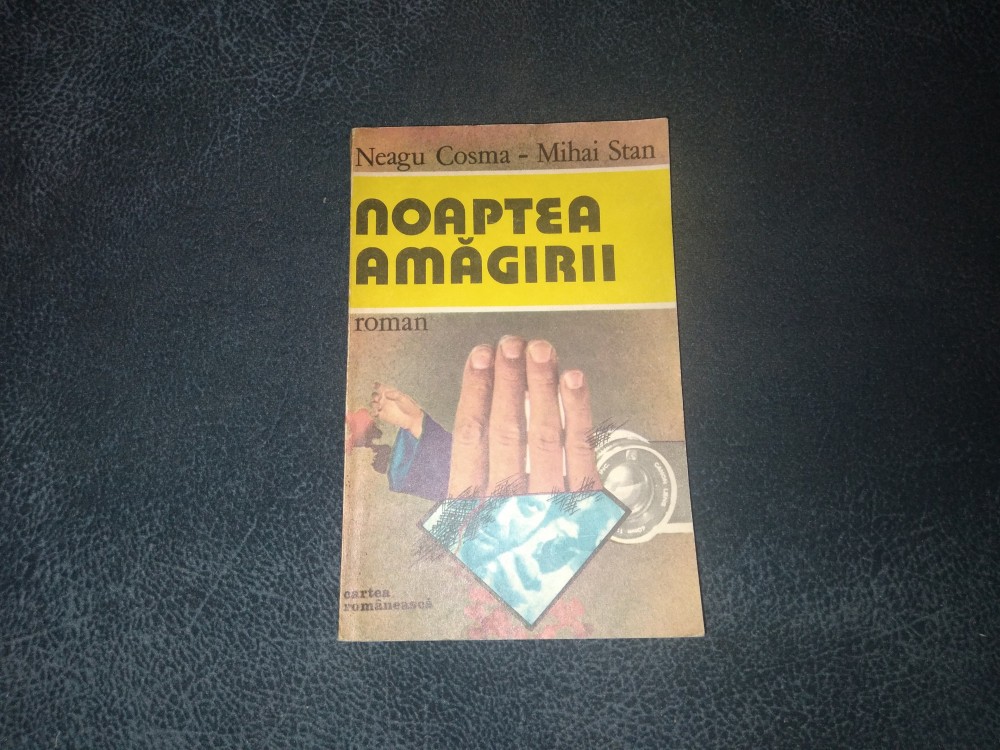 Neagu Cosma - Mihai Stan
NOAPTEA
AMĂGIRII
roman
cartea
românească